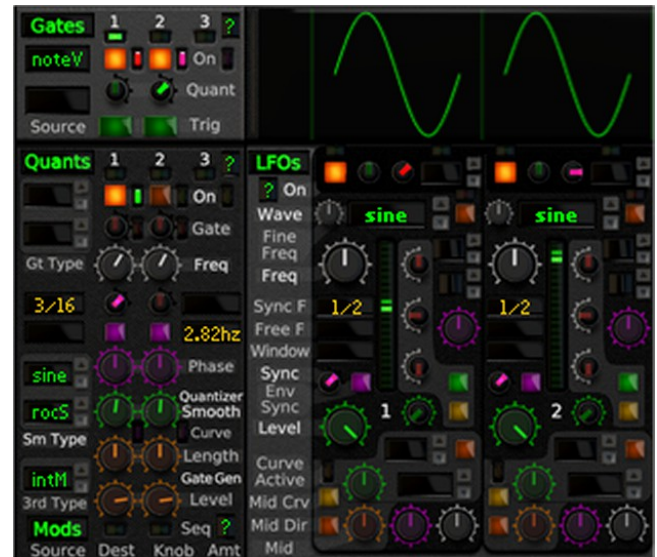 Gates 1 2 3 ?
noteV On
Quant
Source Trig
Quants 1 2 3 ?
On
Gate
Gt Type Freq
3/16
2.82hz
Phase
sine
Quantizer
rocS Smooth
Sm Type Curve
Length
intM Gate Gen
3rd Type Level
Mods Seq ?
Source Dest Knob Amt
LFOs
? On
Wave sine sine
Fine
Freq
Freq
Sync F 1/2 1/2
Free F
Window
Sync
Env
Sync 1 2
Level
Curve
Active
Mid Crv
Mid Dir
Mid